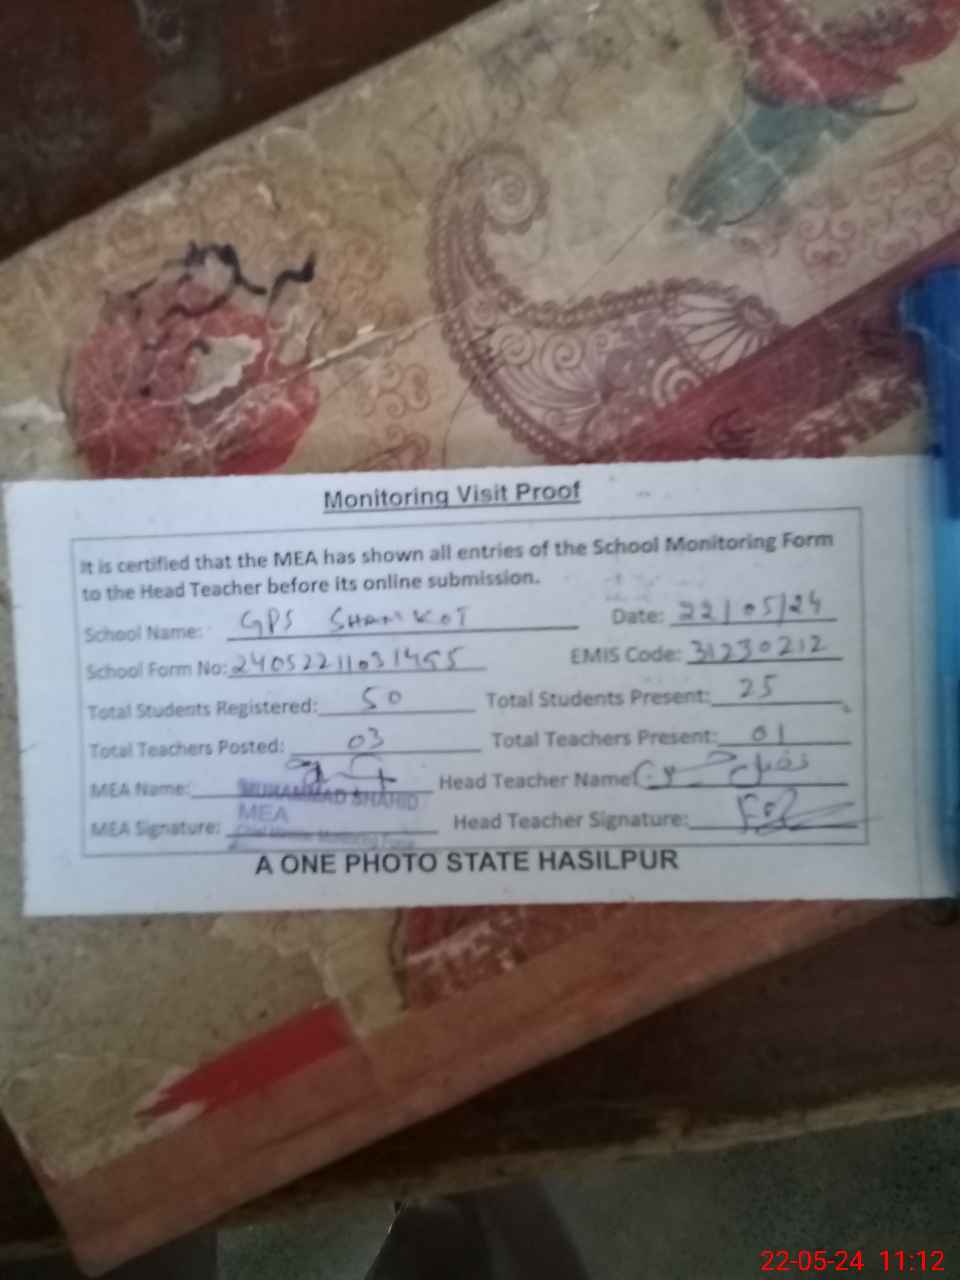 Monitoring Visit Proof
It is certified that the MEA has shown all entries of the School Monitoring Form
to the Head Teacher before its online submission.
School Name: GPS SHAMKOT Date: 22/05/24
School Form No: 24052211031455 EMIS Code: 31230212
Total Students Registered: 50 Total Students Present: 25
Total Teachers Posted: 03 Total Teachers Present: 01
MEA Name: Head Teacher Name
MUHAMMAD SHAHID
MEA
MEA Signature: Head Teacher Signature:
A ONE PHOTO STATE HASILPUR
22-05-24 11:12